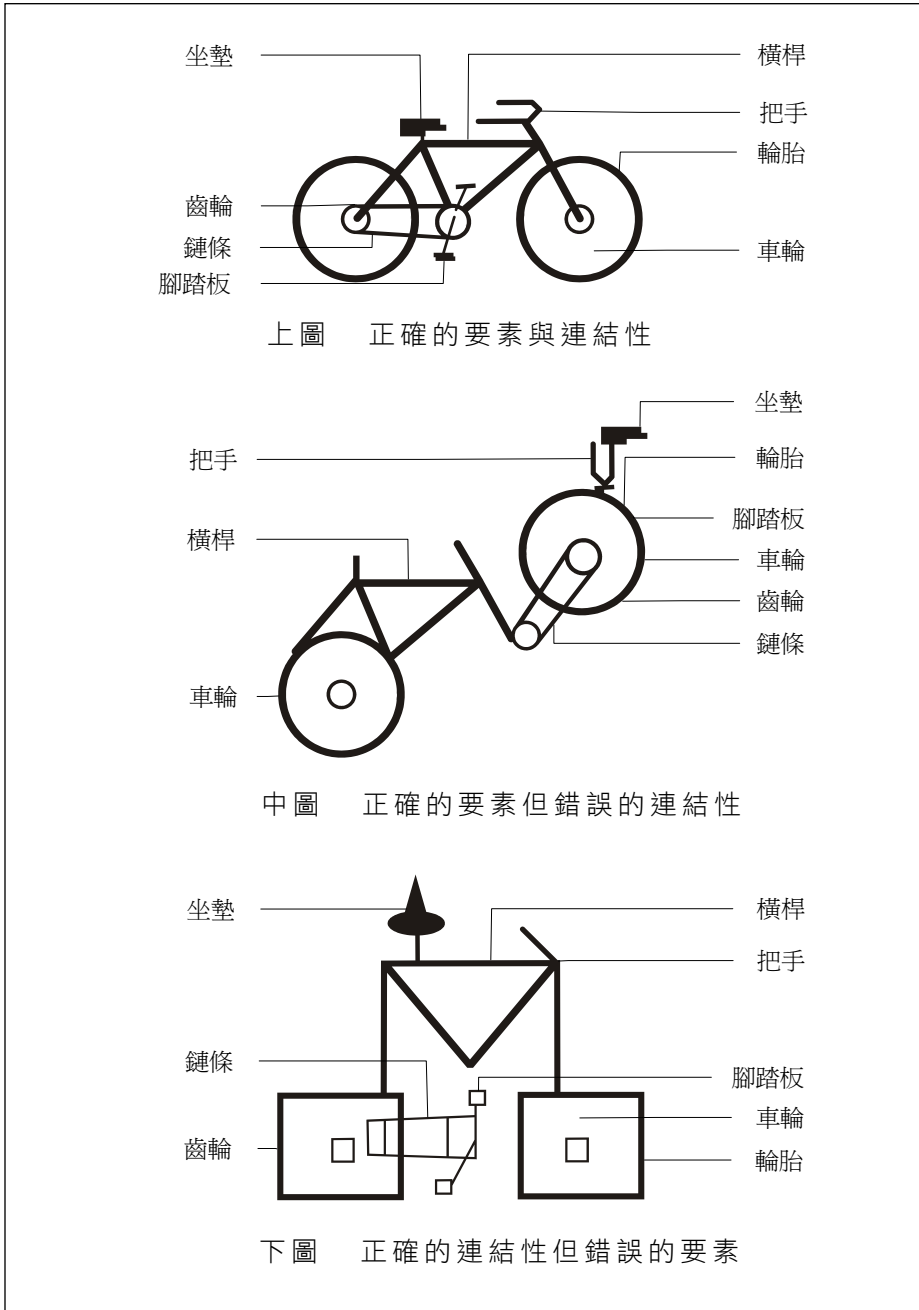 坐墊
橫桿
把手
輪胎
齒輪
鏈條
車輪
腳踏板
上圖　正確的要素與連結性
坐墊
把手
輪胎
腳踏板
橫桿
車輪
齒輪
鏈條
車輪
中圖　正確的要素但錯誤的連結性
坐墊
橫桿
把手
鏈條
腳踏板
車輪
齒輪
輪胎
下圖　正確的連結性但錯誤的要素